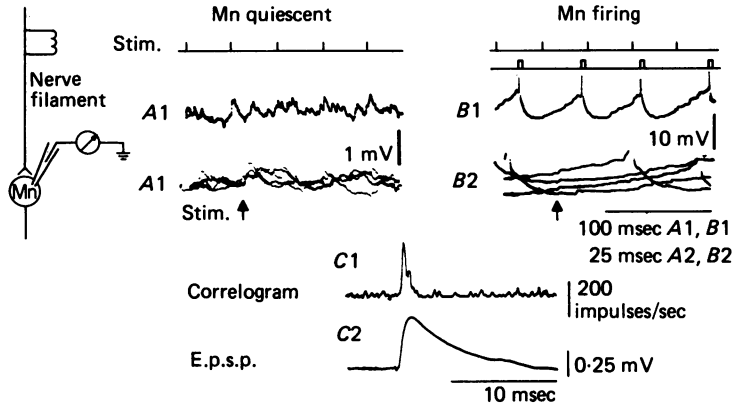 Mn quiescent
Mn firing
Stim.
Nerve
filament
A1
B1
1 mV
10 mV
Mn
A1
B2
Stim.
100 msec A1, B1
25 msec A2, B2
C1
Correlogram
200
impulses/sec
C2
E.p.s.p.
0·25 mV
10 msec